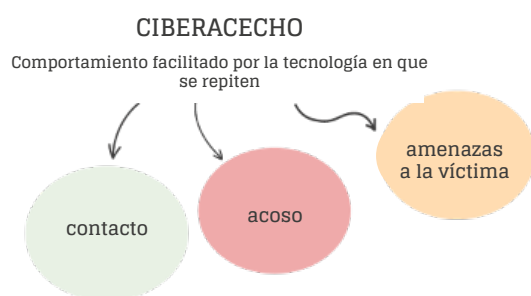 CIBERACECHO
Comportamiento facilitado por la tecnología en que
se repiten
contacto
acoso
amenazas
a la víctima